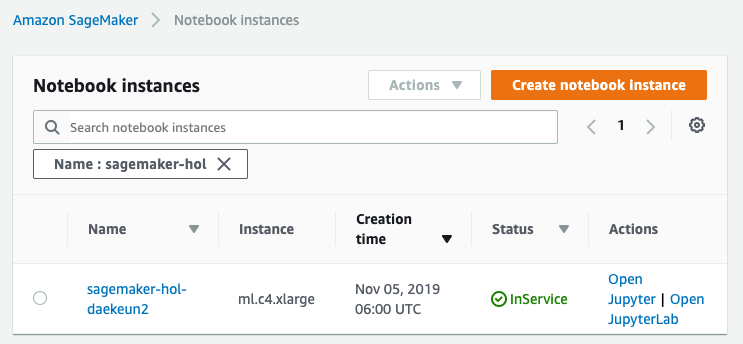 Amazon SageMaker > Notebook instances
Notebook instances
Actions
Create notebook instance
Search notebook instances
1
Name : sagemaker-hol
Name
Instance
Creation
time
Status
Actions
sagemaker-hol-
daekeun2
ml.c4.xlarge
Nov 05, 2019
06:00 UTC
InService
Open
Jupyter | Open
JupyterLab